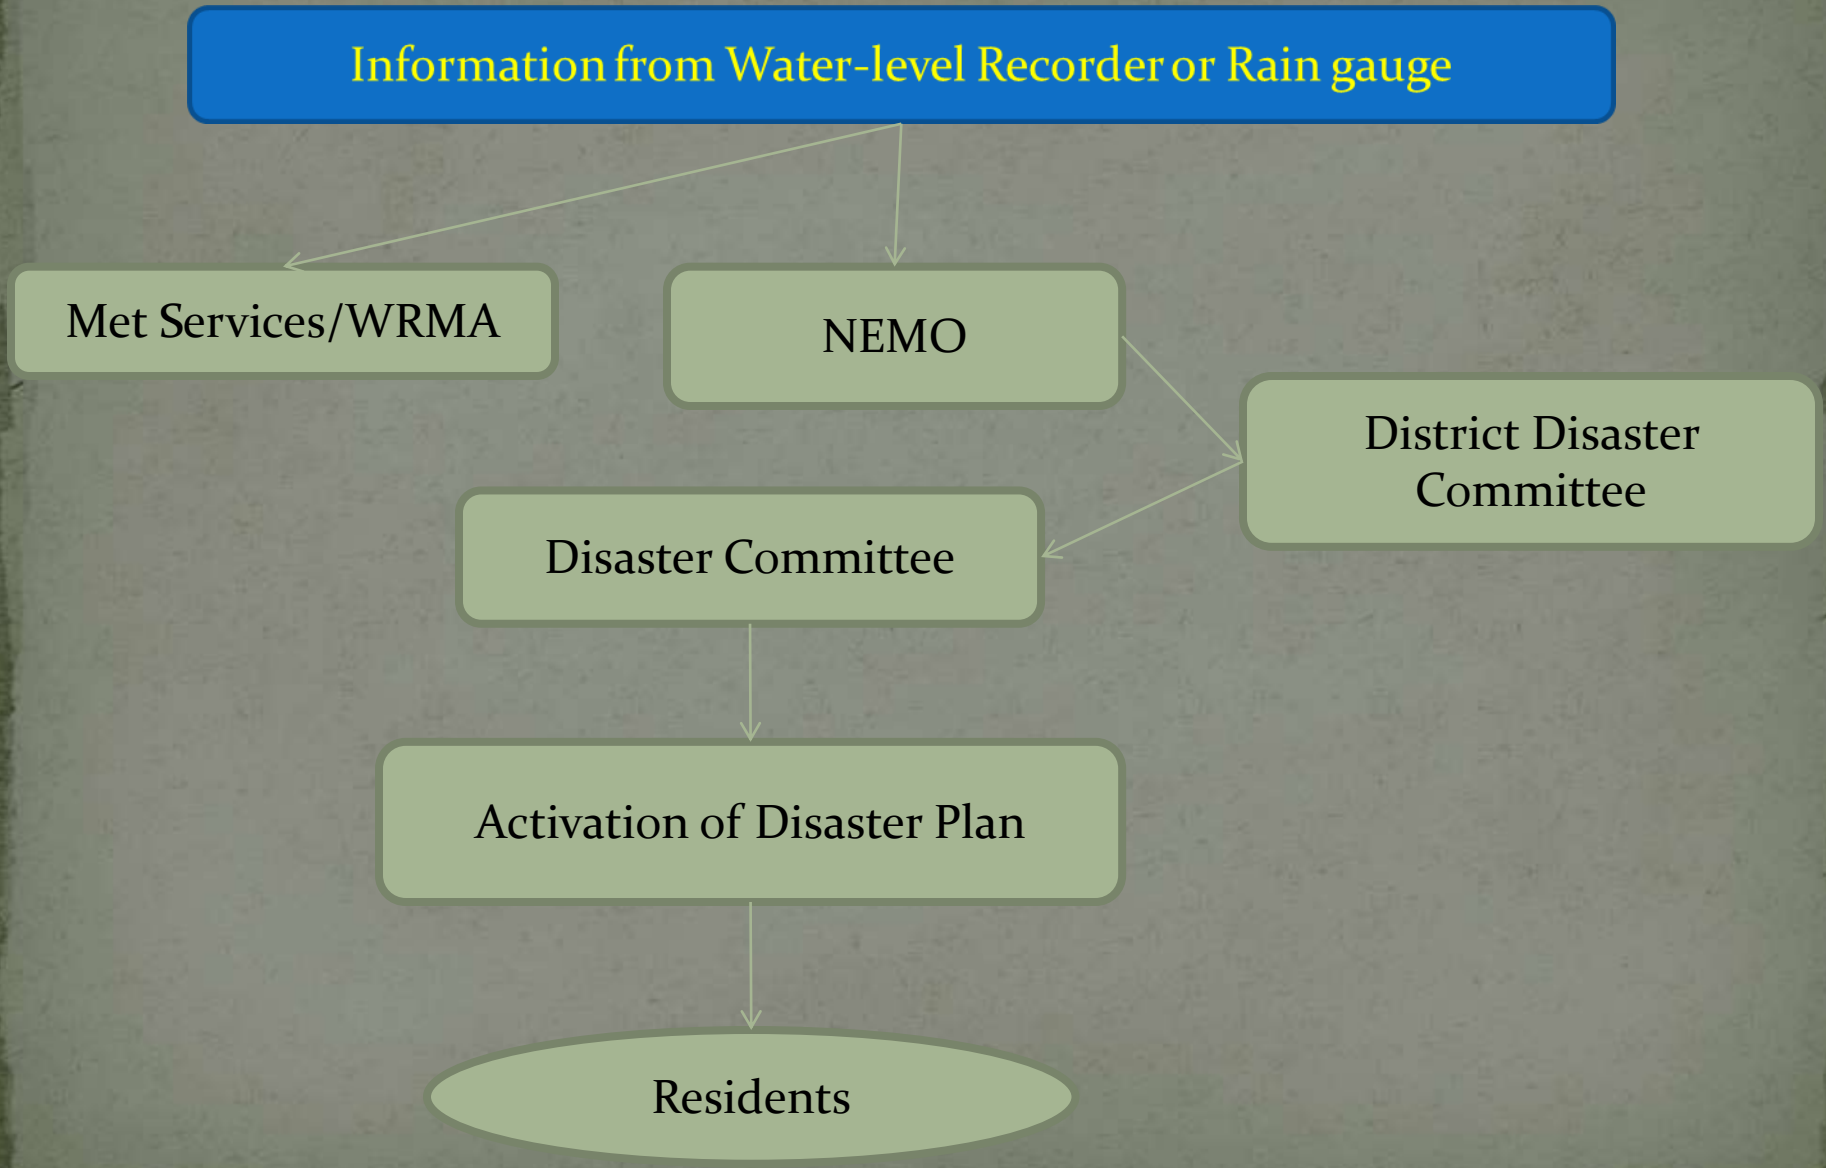 Information from Water-level Recorder or Rain gauge
Met Services/WRMA
NEMO
District Disaster
Committee
Disaster Committee
Activation of Disaster Plan
Residents